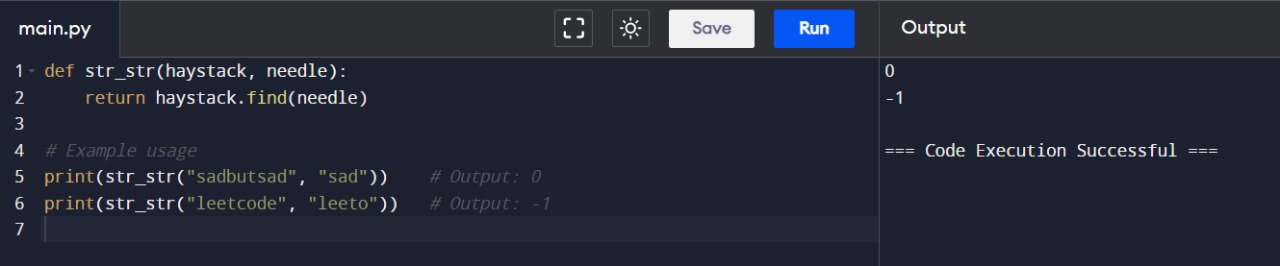 main.py
Save
Run
Output
1 def str_str(haystack, needle):
2     return haystack.find(needle)
3
4 # Example usage
5 print(str_str("sadbutsad", "sad"))    # Output: 0
6 print(str_str("leetcode", "leeto"))   # Output: -1
7
0
-1
=== Code Execution Successful ===